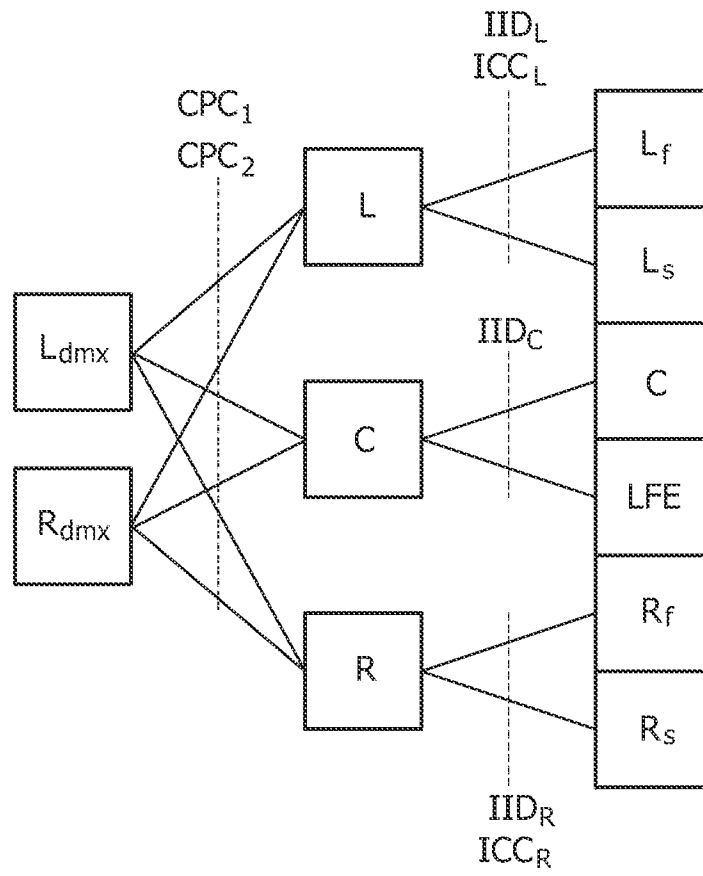 IID_L
ICC_L
CPC_1
CPC_2
L_f
L
L_s
L_dmx
IID_C
C
C
LFE
R_dmx
R_f
R
R_s
IID_R
ICC_R